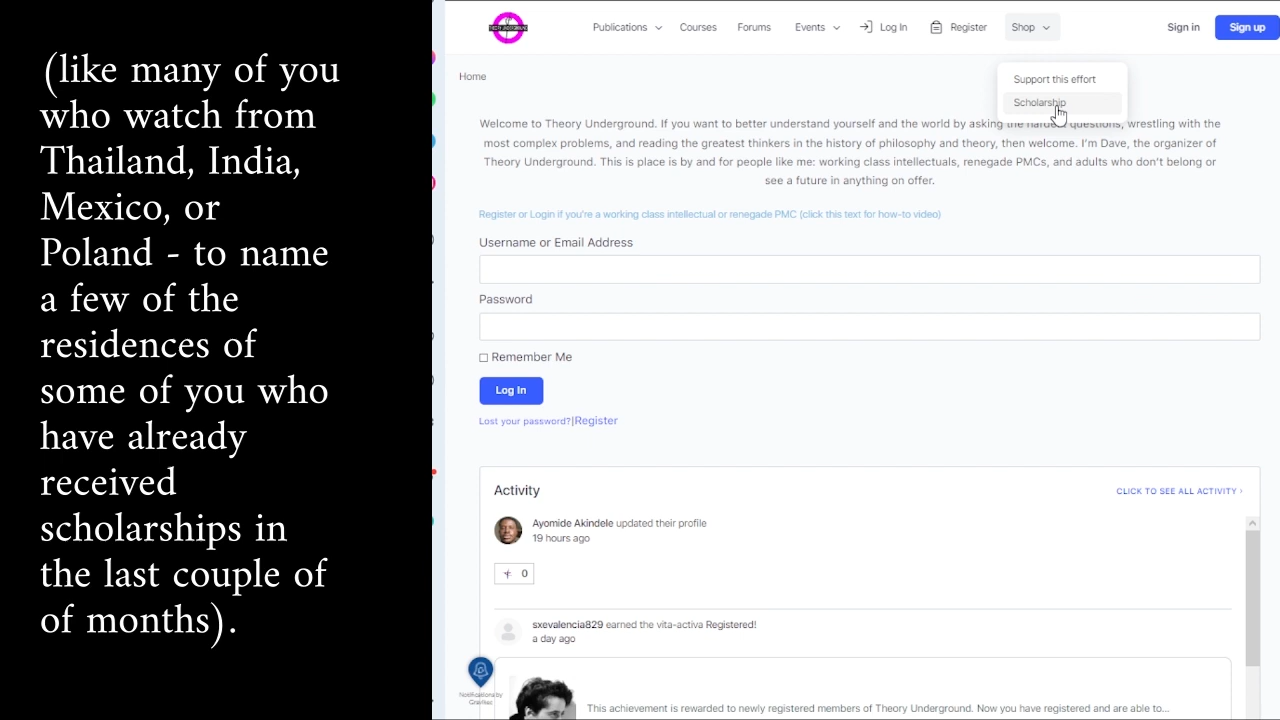 (like many of you
who watch from
Thailand, India,
Mexico, or
Poland - to name
a few of the
residences of
some of you who
have already
received
scholarships in
the last couple of
of months).
THEORY UNDERGROUND
Publications
Courses
Forums
Events
Log In
Register
Shop
Sign in
Sign up
Support this effort
Scholarship
Home
Welcome to Theory Underground. If you want to better understand yourself and the world by asking the hardest questions, wrestling with the
most complex problems, and reading the greatest thinkers in the history of philosophy and theory, then welcome. I'm Dave, the organizer of
Theory Underground. This place is by and for people like me: working class intellectuals, renegade PMCs, and adults who don't belong or
see a future in anything on offer.
Register or Login if you're a working class intellectual or renegade PMC (click this text for how-to video)
Username or Email Address
Password
Remember Me
Log In
Lost your password?|Register
Activity
CLICK TO SEE ALL ACTIVITY ›
Ayomide Akindele updated their profile
19 hours ago
0
sxevalencia829 earned the vita-activa Registered!
a day ago
Notifications by
Gravitec
This achievement is rewarded to newly registered members of Theory Underground. Now you have registered and are able to...